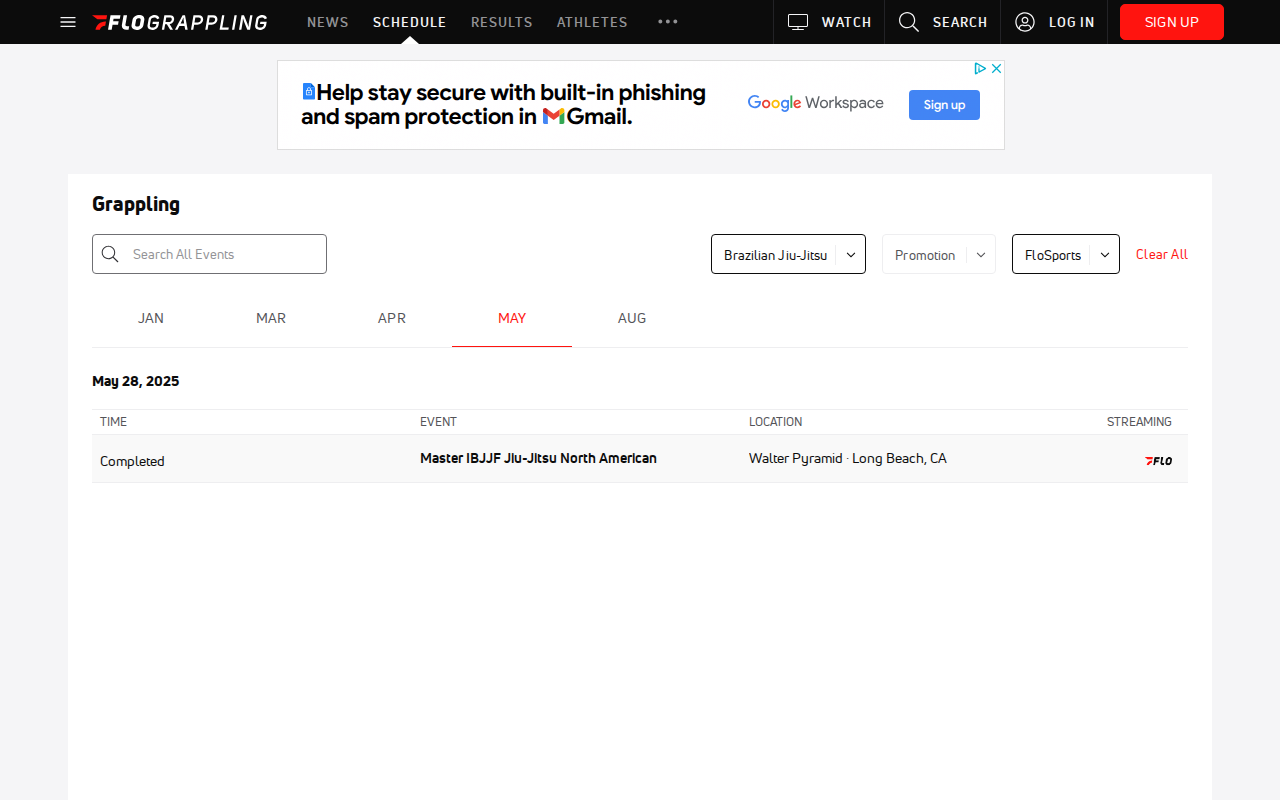 FLOGRAPPLING NEWS SCHEDULE RESULTS ATHLETES ••• WATCH SEARCH LOG IN SIGN UP
Help stay secure with built-in phishing
and spam protection in Gmail.
Google Workspace
Sign up
Grappling
Search All Events Brazilian Jiu-Jitsu Promotion FloSports Clear All
JAN MAR APR MAY AUG
May 28, 2025
TIME EVENT LOCATION STREAMING
Completed Master IBJJF Jiu-Jitsu North American Walter Pyramid · Long Beach, CA FLO